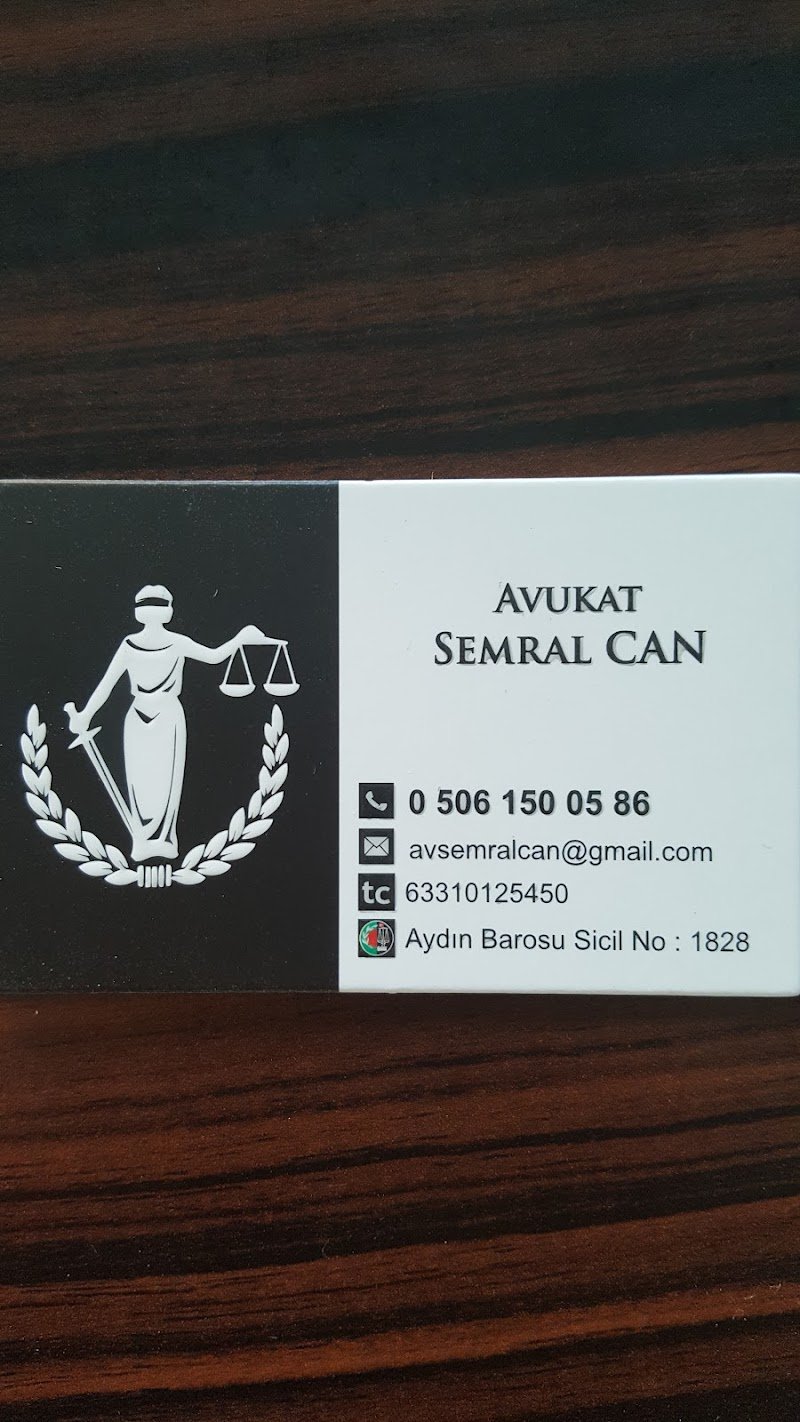 AVUKAT
SEMRAL CAN
0 506 150 05 86
avsemralcan@gmail.com
tc 63310125450
Aydın Barosu Sicil No : 1828